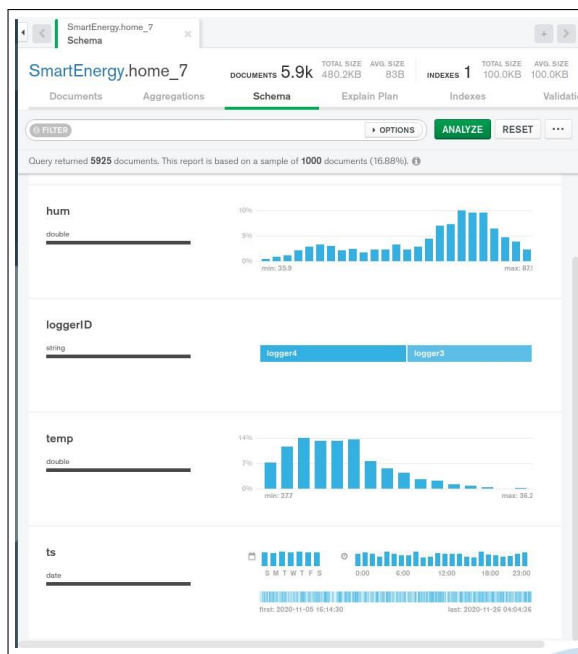 SmartEnergy.home_7
Schema
SmartEnergy.home_7
DOCUMENTS 5.9k TOTAL SIZE 480.2KB AVG. SIZE 83B INDEXES 1 TOTAL SIZE 100.0KB AVG. SIZE 100.0KB
Documents Aggregations Schema Explain Plan Indexes Validati
FILTER OPTIONS ANALYZE RESET ...
Query returned 5925 documents. This report is based on a sample of 1000 documents (16.88%).
hum
double
10%
5%
0%
min: 35.9 max: 87.
loggerID
string
logger4 logger3
temp
double
14%
7%
0%
min: 27.7 max: 36.2
ts
date
S M T W T F S 0:00 6:00 12:00 18:00 23:00
first: 2020-11-05 16:14:30 last: 2020-11-26 04:04:26